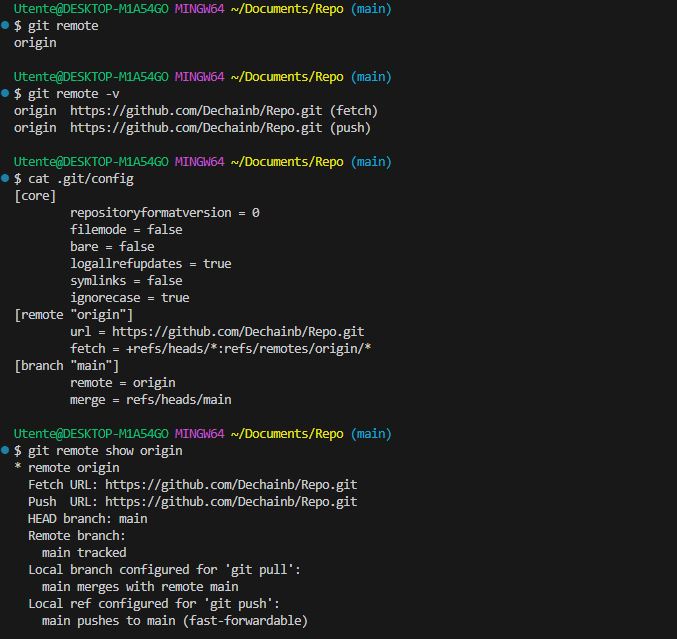 Utente@DESKTOP-M1A54GO MINGW64 ~/Documents/Repo (main)
$ git remote
origin
Utente@DESKTOP-M1A54GO MINGW64 ~/Documents/Repo (main)
$ git remote -v
origin  https://github.com/Dechainb/Repo.git (fetch)
origin  https://github.com/Dechainb/Repo.git (push)
Utente@DESKTOP-M1A54GO MINGW64 ~/Documents/Repo (main)
$ cat .git/config
[core]
        repositoryformatversion = 0
        filemode = false
        bare = false
        logallrefupdates = true
        symlinks = false
        ignorecase = true
[remote "origin"]
        url = https://github.com/Dechainb/Repo.git
        fetch = +refs/heads/*:refs/remotes/origin/*
[branch "main"]
        remote = origin
        merge = refs/heads/main
Utente@DESKTOP-M1A54GO MINGW64 ~/Documents/Repo (main)
$ git remote show origin
* remote origin
  Fetch URL: https://github.com/Dechainb/Repo.git
  Push  URL: https://github.com/Dechainb/Repo.git
  HEAD branch: main
  Remote branch:
    main tracked
  Local branch configured for 'git pull':
    main merges with remote main
  Local ref configured for 'git push':
    main pushes to main (fast-forwardable)